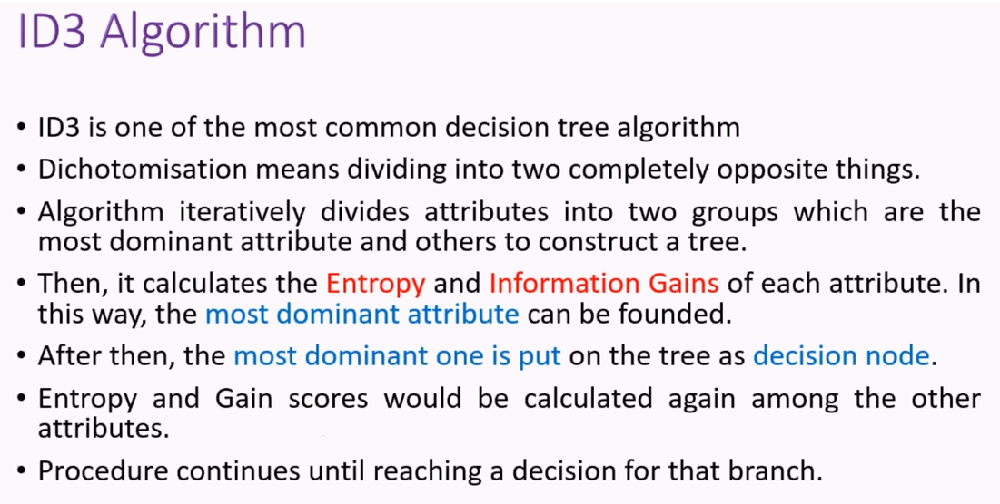 ID3 Algorithm
• ID3 is one of the most common decision tree algorithm
• Dichotomisation means dividing into two completely opposite things.
• Algorithm iteratively divides attributes into two groups which are the
most dominant attribute and others to construct a tree.
• Then, it calculates the Entropy and Information Gains of each attribute. In
this way, the most dominant attribute can be founded.
• After then, the most dominant one is put on the tree as decision node.
• Entropy and Gain scores would be calculated again among the other
attributes.
• Procedure continues until reaching a decision for that branch.